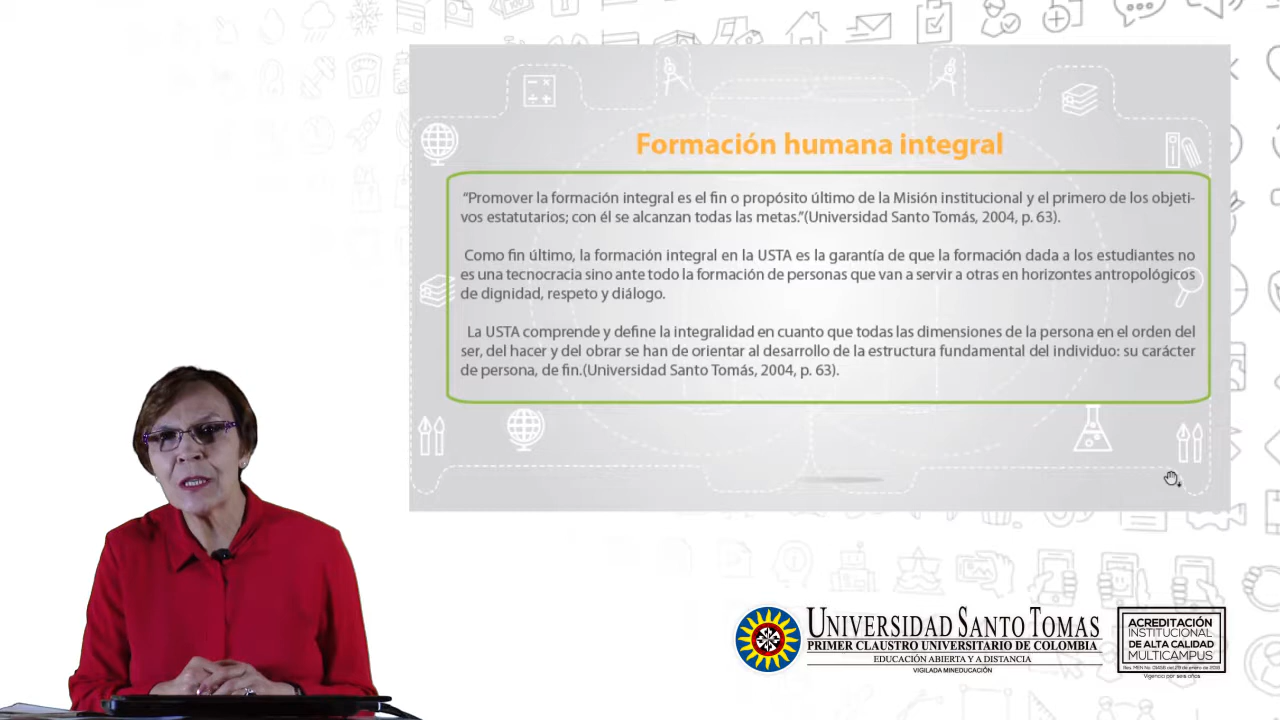 Formación humana integral
“Promover la formación integral es el fin o propósito último de la Misión institucional y el primero de los objeti-
vos estatutarios; con él se alcanzan todas las metas.”(Universidad Santo Tomás, 2004, p. 63).
Como fin último, la formación integral en la USTA es la garantía de que la formación dada a los estudiantes no
es una tecnocracia sino ante todo la formación de personas que van a servir a otras en horizontes antropológicos
de dignidad, respeto y diálogo.
La USTA comprende y define la integralidad en cuanto que todas las dimensiones de la persona en el orden del
ser, del hacer y del obrar se han de orientar al desarrollo de la estructura fundamental del individuo: su carácter
de persona, de fin.(Universidad Santo Tomás, 2004, p. 63).
UNIVERSIDAD SANTO TOMAS
PRIMER CLAUSTRO UNIVERSITARIO DE COLOMBIA
EDUCACIÓN ABIERTA Y A DISTANCIA
VIGILADA MINEDUCACIÓN
ACREDITACIÓN
INSTITUCIONAL
DE ALTA CALIDAD
MULTICAMPUS
Vigencia por seis años